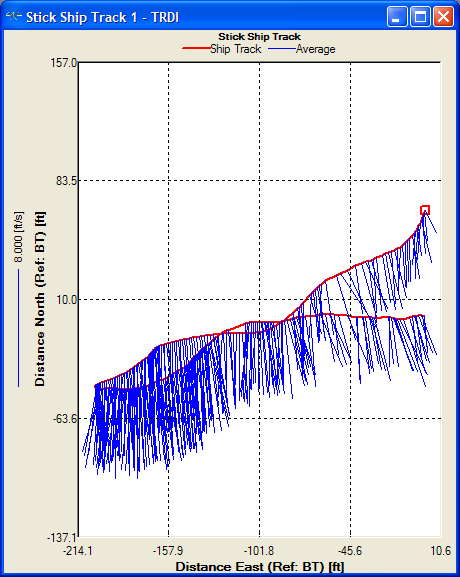 Stick Ship Track 1 - TRDI
Stick Ship Track
Ship Track Average
157.0
83.5
10.0
-63.6
-137.1
8.000 [ft/s]
Distance North (Ref: BT) [ft]
-214.1 -157.9 -101.8 -45.6 10.6
Distance East (Ref: BT) [ft]